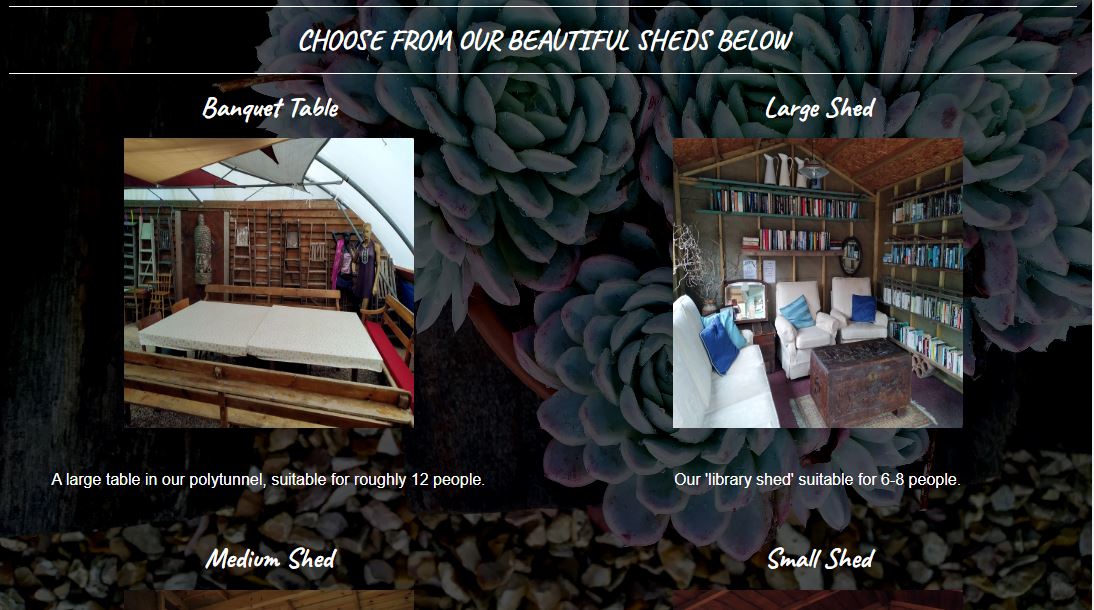 CHOOSE FROM OUR BEAUTIFUL SHEDS BELOW
Banquet Table
Large Shed
A large table in our polytunnel, suitable for roughly 12 people.
Our 'library shed' suitable for 6-8 people.
Medium Shed
Small Shed